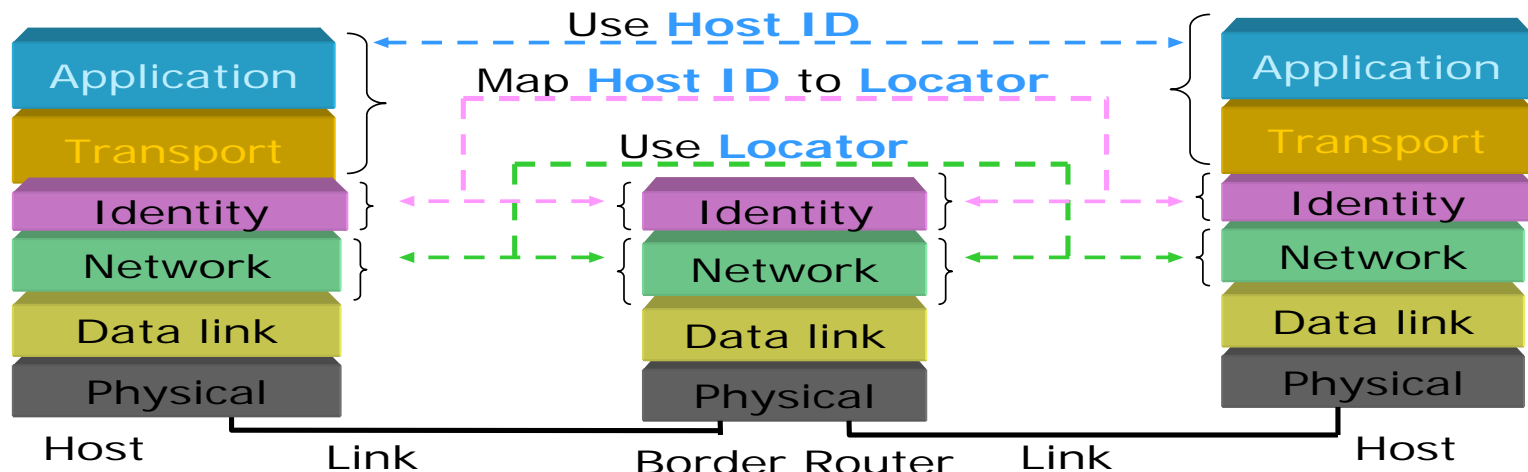 Use Host ID
Application
Application
Map Host ID to Locator
Transport
Use Locator
Transport
Identity
Identity
Identity
Network
Network
Network
Data link
Data link
Data link
Physical
Physical
Physical
Host
Link
Border Router
Link
Host